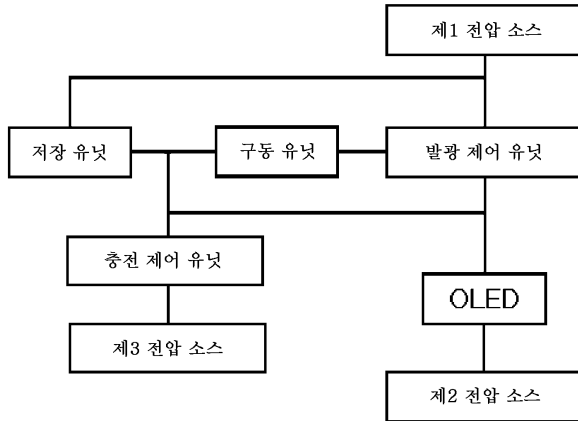 제1 전압 소스
저장 유닛
구동 유닛
발광 제어 유닛
충전 제어 유닛
OLED
제3 전압 소스
제2 전압 소스